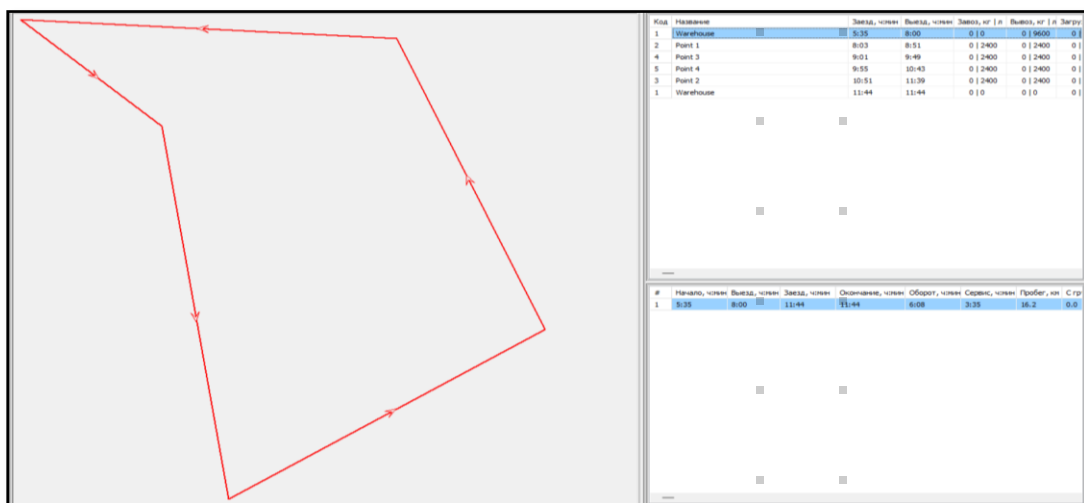 Код Название Заезд, ч:мин Выезд, ч:мин Завоз, кг | л Вывоз, кг | л Загру
1 Warehouse 5:35 8:00 0 | 0 0 | 9600 0 |
2 Point 1 8:03 8:51 0 | 2400 0 | 2400 0 |
4 Point 3 9:01 9:49 0 | 2400 0 | 2400 0 |
5 Point 4 9:55 10:43 0 | 2400 0 | 2400 0 |
3 Point 2 10:51 11:39 0 | 2400 0 | 2400 0 |
1 Warehouse 11:44 11:44 0 | 0 0 | 0 0 |
# Начало, ч:мин Выезд, ч:мин Заезд, ч:мин Окончание, ч:мин Оборот, ч:мин Сервис, ч:мин Пробег, км С гр
1 5:35 8:00 11:44 11:44 6:08 3:35 16.2 0.0